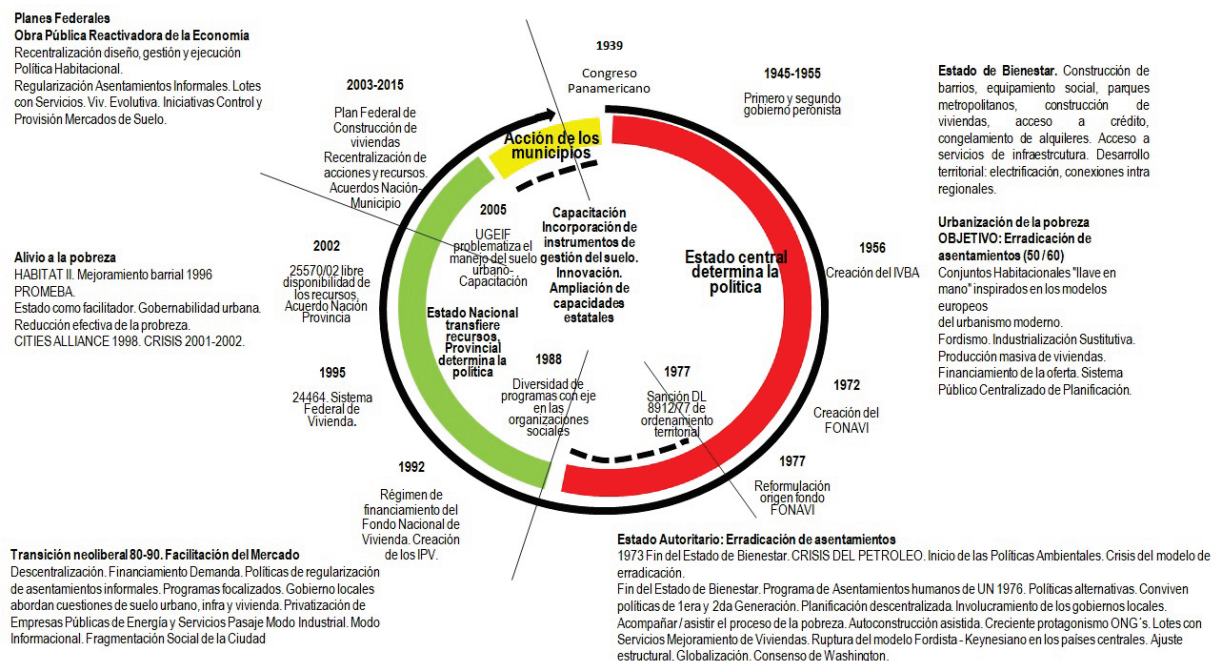 Planes Federales
Obra Pública Reactivadora de la Economía
Recentralización diseño, gestión y ejecución
Política Habitacional.
Regularización Asentamientos Informales. Lotes
con Servicios. Viv. Evolutiva. Iniciativas Control y
Provisión Mercados de Suelo.
Alivio a la pobreza
HABITAT II. Mejoramiento barrial 1996
PROMEBA.
Estado como facilitador. Gobernabilidad urbana.
Reducción efectiva de la probreza.
CITIES ALLIANCE 1998. CRISIS 2001-2002.
2003-2015
Plan Federal de
Construcción de
viviendas
Recentralización de
acciones y recursos.
Acuerdos Nación-
Municipio
2002
25570/02 libre
disponibilidad de
los recursos,
Acuerdo Nación
Provincia
1995
24464. Sistema
Federal de
Vivienda.
1992
Régimen de
financiamiento del
Fondo Nacional de
Vivienda. Creación
de los IPV.
1939
Congreso
Panamericano
1945-1955
Primero y segundo
gobierno peronista
1956
Creación del IVBA
1972
Creación del
FONAVI
1977
Reformulación
origen fondo
FONAVI
Acción de los
municipios
2005
UGEIF
problematiza el
manejo del suelo
urbano-
Capacitación
Capacitación
Incorporación de
instrumentos de
gestión del suelo.
Innovación.
Ampliación de
capacidades
estatales
Estado central
determina la
política
Estado Nacional
transfiere
recursos,
Provincial
determina la
política
1988
Diversidad de
programas con eje
en las
organizaciones
sociales
1977
Sanción DL
8912/77 de
ordenamiento
territorial
Estado de Bienestar. Construcción de
barrios, equipamiento social, parques
metropolitanos, construcción de
viviendas, acceso a crédito,
congelamiento de alquileres. Acceso a
servicios de infraestrcutura. Desarrollo
territorial: electrificación, conexiones intra
regionales.
Urbanización de la pobreza
OBJETIVO: Erradicación de
asentamientos (50 / 60)
Conjuntos Habitacionales "llave en
mano" inspirados en los modelos
europeos
del urbanismo moderno.
Fordismo. Industrialización Sustitutiva.
Producción masiva de viviendas.
Financiamiento de la oferta. Sistema
Público Centralizado de Planificación.
Transición neoliberal 80-90. Facilitación del Mercado
Descentralización. Financiamiento Demanda. Políticas de regularización
de asentamientos informales. Programas focalizados. Gobierno locales
abordan cuestiones de suelo urbano, infra y vivienda. Privatización de
Empresas Públicas de Energía y Servicios Pasaje Modo Industrial. Modo
Informacional. Fragmentación Social de la Ciudad
Estado Autoritario: Erradicación de asentamientos
1973 Fin del Estado de Bienestar. CRISIS DEL PETROLEO. Inicio de las Políticas Ambientales. Crisis del modelo de
erradicación.
Fin del Estado de Bienestar. Programa de Asentamientos humanos de UN 1976. Políticas alternativas. Conviven
políticas de 1era y 2da Generación. Planificación descentralizada. Involucramiento de los gobiernos locales.
Acompañar / asistir el proceso de la pobreza. Autoconstrucción asistida. Creciente protagonismo ONG´s. Lotes con
Servicios Mejoramiento de Viviendas. Ruptura del modelo Fordista - Keynesiano en los países centrales. Ajuste
estructural. Globalización. Consenso de Washington.